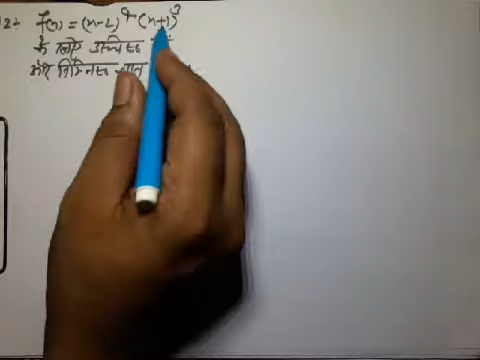 f(x) = (x-2)⁴ (x+1)³
के लिए उच्चिष्ठ
और निम्निष्ठ ज्ञात